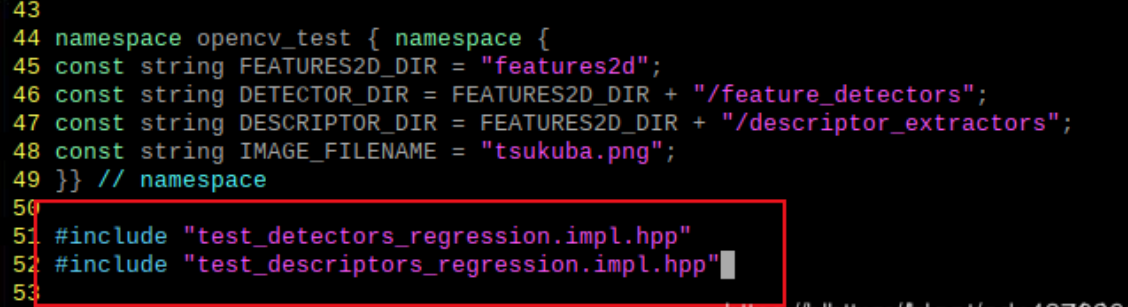 43
44 namespace opencv_test { namespace {
45 const string FEATURES2D_DIR = "features2d";
46 const string DETECTOR_DIR = FEATURES2D_DIR + "/feature_detectors";
47 const string DESCRIPTOR_DIR = FEATURES2D_DIR + "/descriptor_extractors";
48 const string IMAGE_FILENAME = "tsukuba.png";
49 }} // namespace
50
51 #include "test_detectors_regression.impl.hpp"
52 #include "test_descriptors_regression.impl.hpp"
53